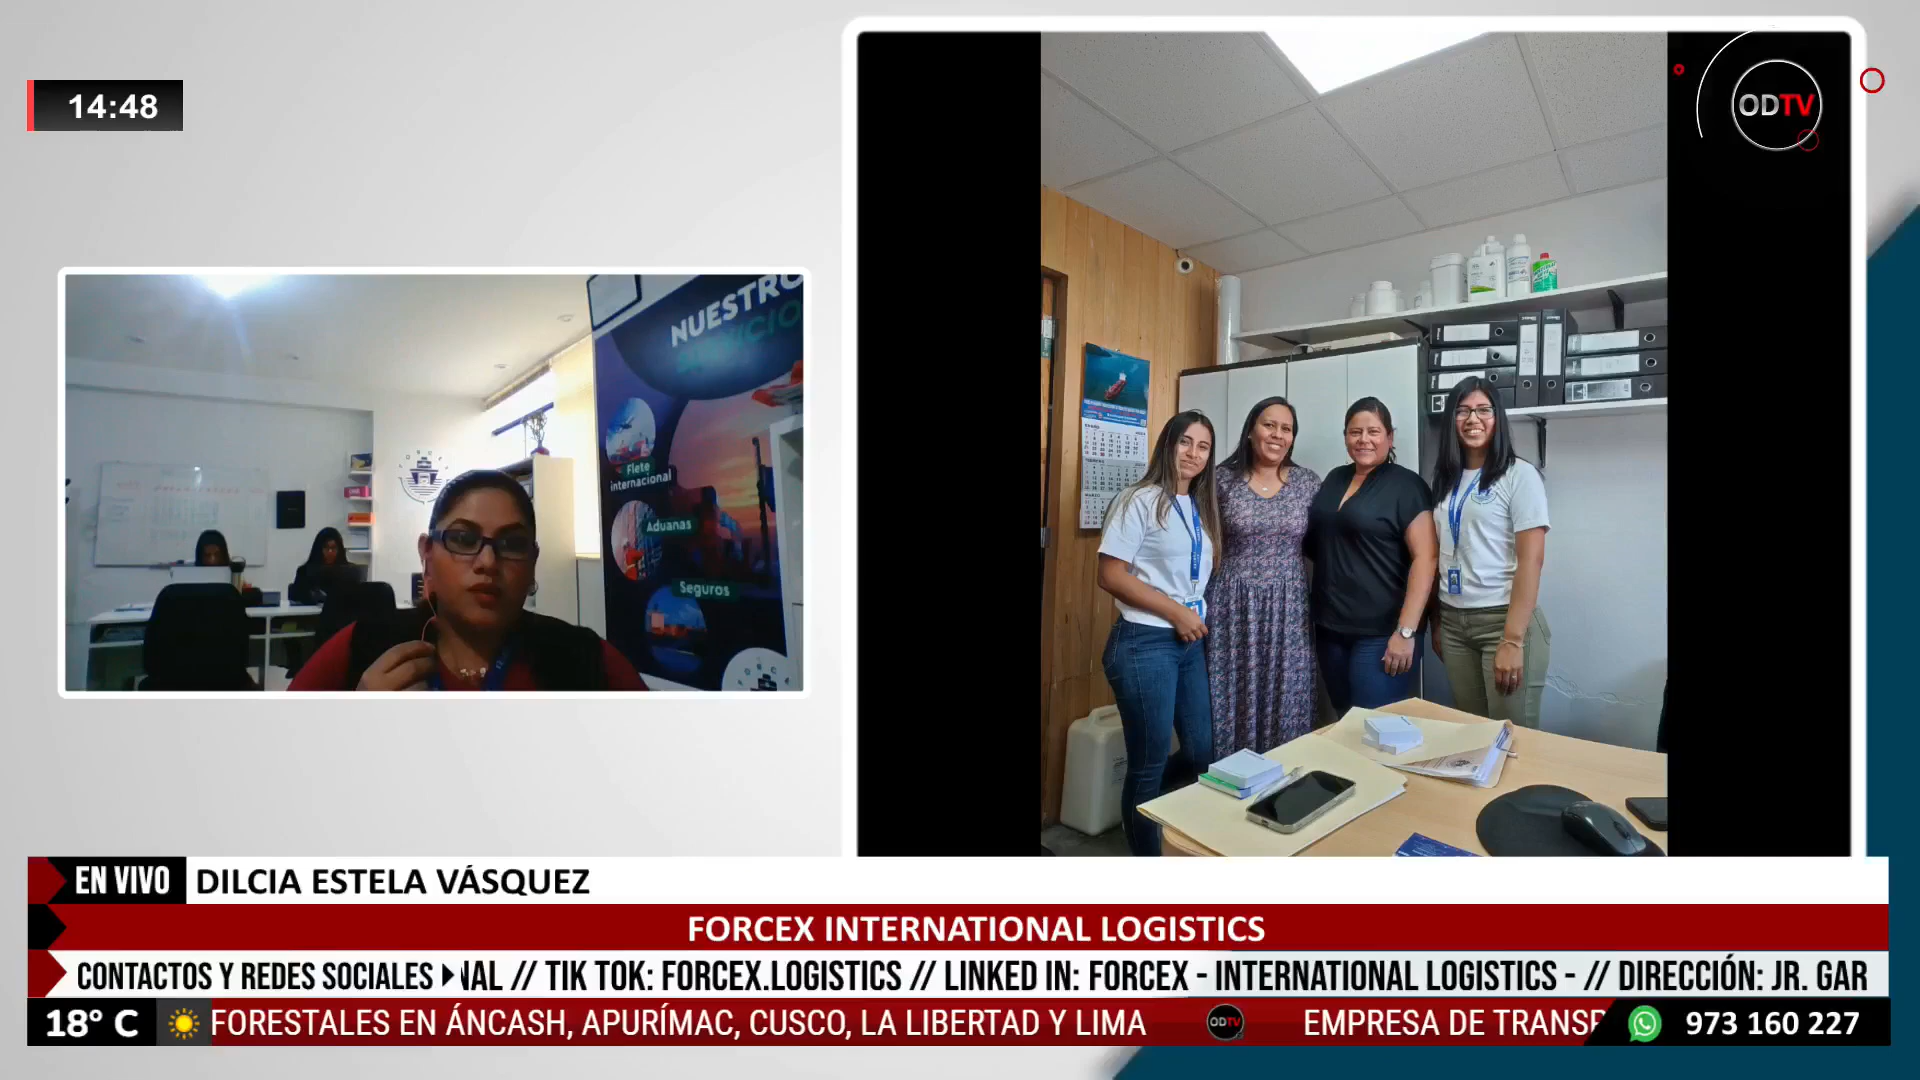 14:48
ODTV
NUESTRO
Flete
internacional
Aduanas
Seguros
EN VIVO DILCIA ESTELA VÁSQUEZ
FORCEX INTERNATIONAL LOGISTICS
CONTACTOS Y REDES SOCIALES // TIK TOK: FORCEX.LOGISTICS // LINKED IN: FORCEX - INTERNATIONAL LOGISTICS - // DIRECCIÓN: JR. GAR
18° C FORESTALES EN ÁNCASH, APURÍMAC, CUSCO, LA LIBERTAD Y LIMA ODTV EMPRESA DE 973 160 227